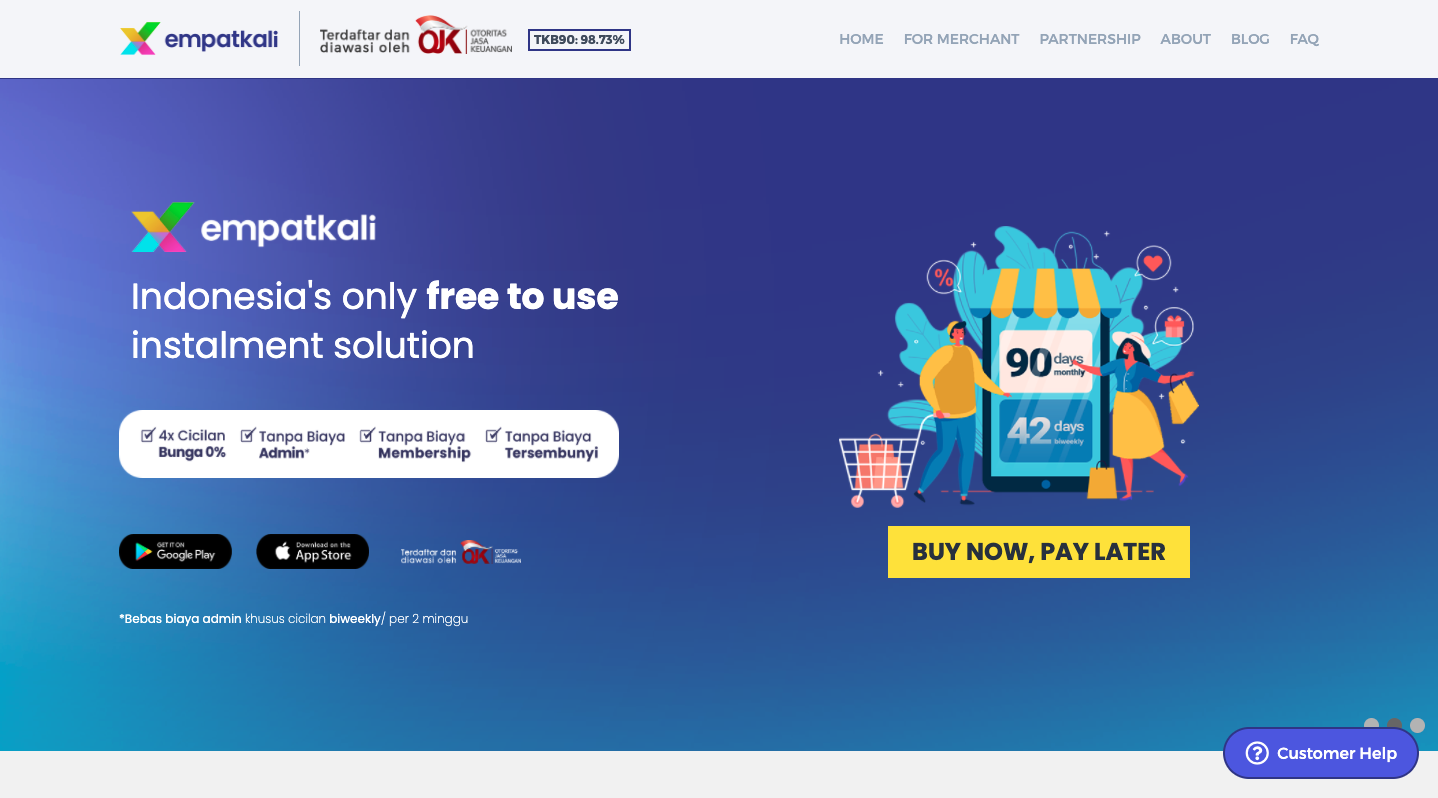 empatkali
Terdaftar dan
diawasi oleh
OJK
OTORITAS
JASA
KEUANGAN
TKB90: 98.73%
HOME
FOR MERCHANT
PARTNERSHIP
ABOUT
BLOG
FAQ
empatkali
Indonesia's only free to use
instalment solution
4x Cicilan
Bunga 0%
Tanpa Biaya
Admin*
Tanpa Biaya
Membership
Tanpa Biaya
Tersembunyi
GET IT ON
Google Play
Download on the
App Store
Terdaftar dan
diawasi oleh
OJK
OTORITAS
JASA
KEUANGAN
*Bebas biaya admin khusus cicilan biweekly/ per 2 minggu
%
90 days
monthly
42 days
biweekly
BUY NOW, PAY LATER
Customer Help